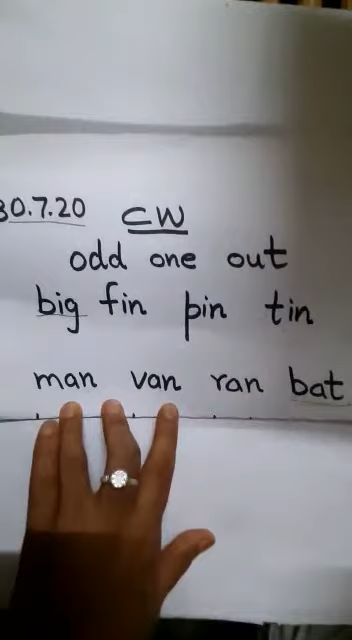 30.7.20 CW
odd one out
big fin pin tin
man van ran bat